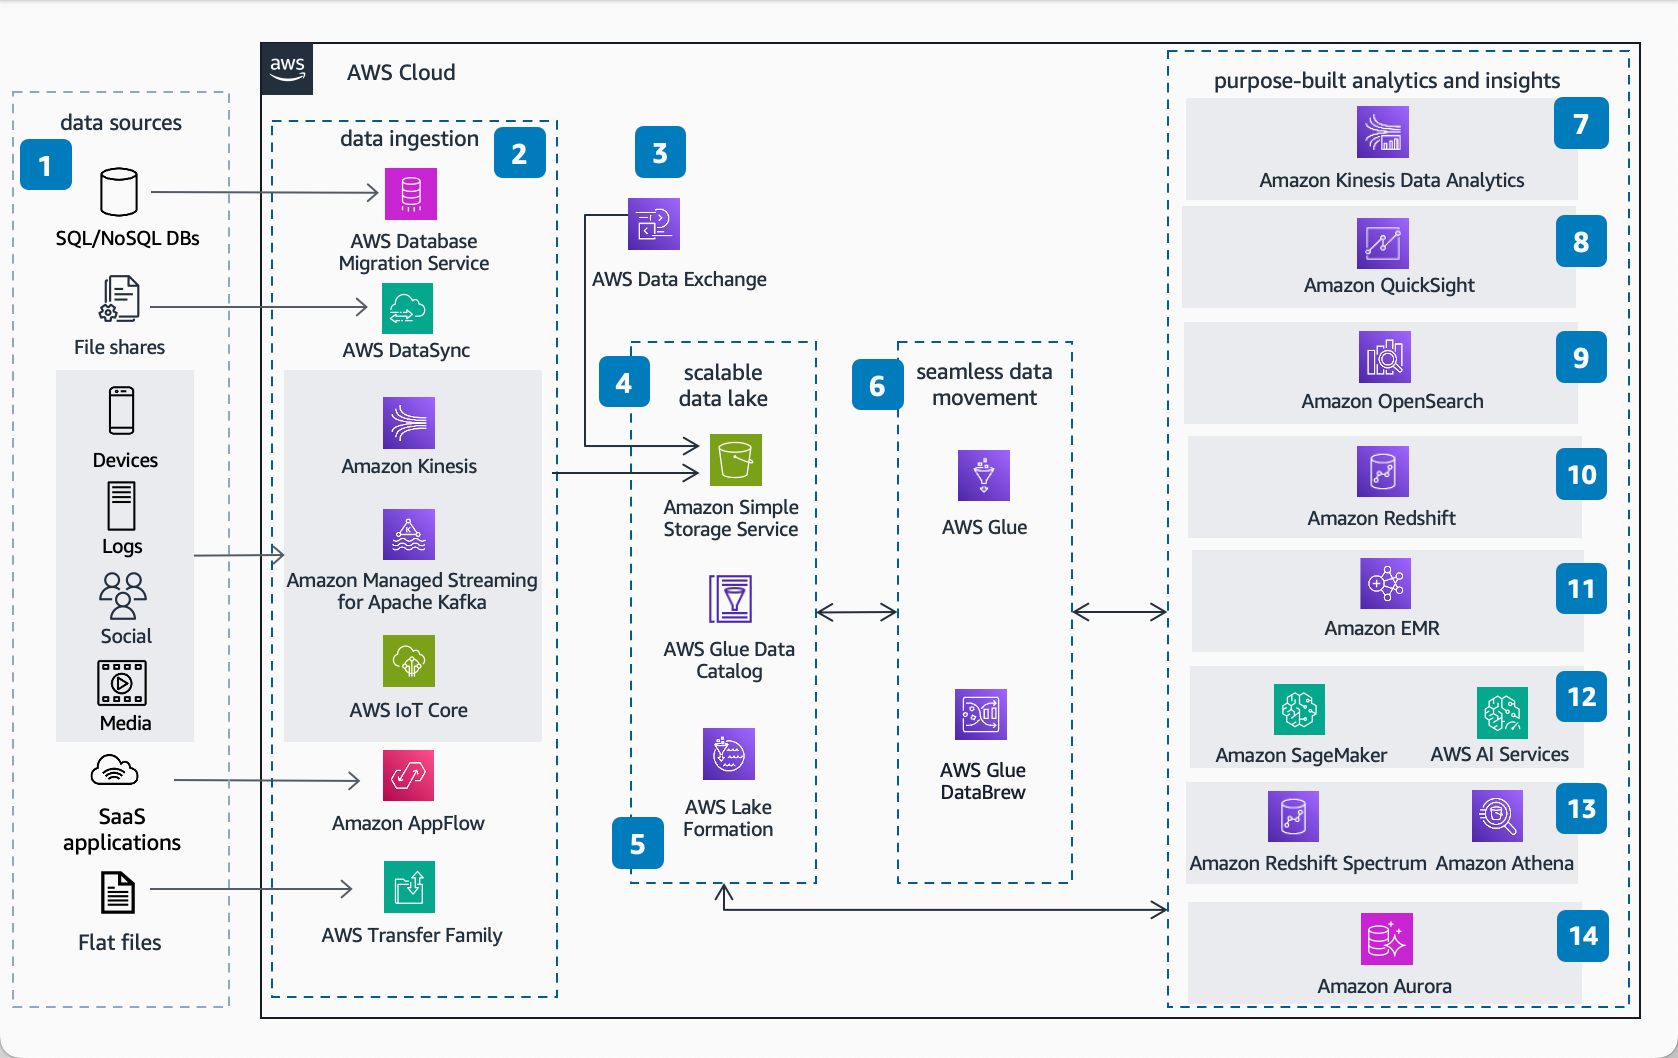 aws
AWS Cloud
data sources
1
SQL/NoSQL DBs
File shares
Devices
Logs
Social
Media
SaaS
applications
Flat files
data ingestion
2
AWS Database
Migration Service
AWS DataSync
Amazon Kinesis
Amazon Managed Streaming
for Apache Kafka
AWS IoT Core
Amazon AppFlow
AWS Transfer Family
3
AWS Data Exchange
4
scalable
data lake
Amazon Simple
Storage Service
AWS Glue Data
Catalog
AWS Lake
Formation
5
6
seamless data
movement
AWS Glue
AWS Glue
DataBrew
purpose-built analytics and insights
7
Amazon Kinesis Data Analytics
8
Amazon QuickSight
9
Amazon OpenSearch
10
Amazon Redshift
11
Amazon EMR
12
Amazon SageMaker
AWS AI Services
13
Amazon Redshift Spectrum
Amazon Athena
14
Amazon Aurora